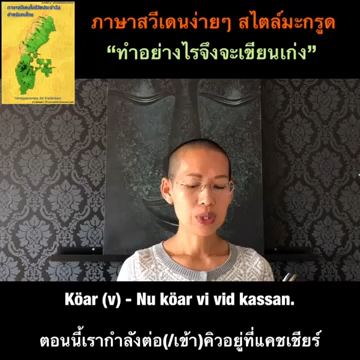 ภาษาสวีเดนง่ายๆ สไตล์มะกรูด
“ทำอย่างไรจึงจะเขียนเก่ง”
Köar (v) - Nu köar vi vid kassan.
ตอนนี้เรากำลังต่อ(/เข้า)คิวอยู่ที่แคชเชียร์